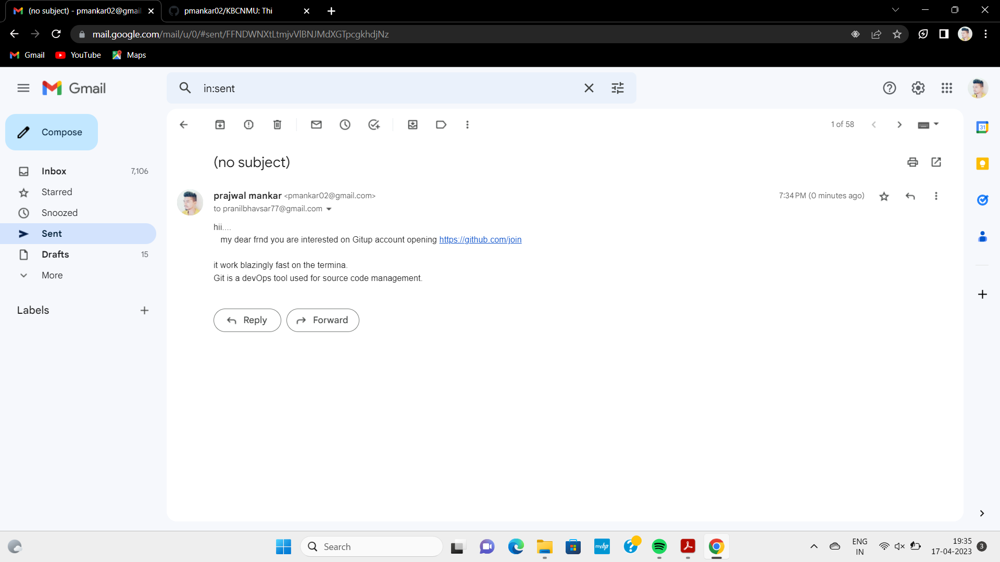 (no subject) - pmankar02@gmail
pmankar02/KBCNMU: Thi
mail.google.com/mail/u/0/#sent/FFNDWNXtLtmjvVlBNJMdXGTpcgkhdjNz
Gmail YouTube Maps
Gmail
in:sent
Compose
1 of 58
31
(no subject)
Inbox 7,106
Starred
Snoozed
Sent
Drafts 15
More
Labels
prajwal mankar <pmankar02@gmail.com>
7:34 PM (0 minutes ago)
to pranilbhavsar77@gmail.com
hii....
my dear frnd you are interested on Gitup account opening https://github.com/join
it work blazingly fast on the termina.
Git is a devOps tool used for source code management.
Reply Forward
Search
myhp
ENG
IN
19:35
17-04-2023
3